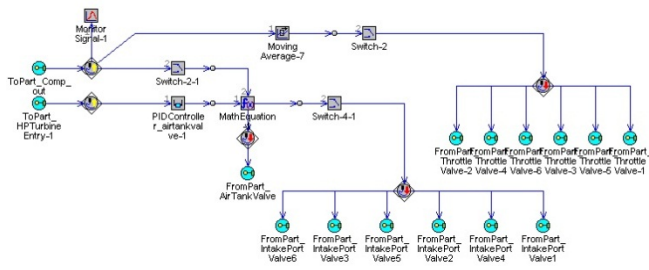 Monitor
Signal-1
Moving
Average-7
Switch-2
ToPart_Comp_
out
Switch-2-1
ToPart_
HPTurbine
Entry-1
PIDControlle
r_airtankval
ve-1
MathEquation
Switch-4-1
FromPart_
AirTankValve
FromPart_
Throttle
Valve-2
FromPart_
Throttle
Valve-4
FromPart_
Throttle
Valve-6
FromPart_
Throttle
Valve-3
FromPart_
Throttle
Valve-5
FromPart_
Throttle
Valve-1
FromPart_
IntakePort
Valve6
FromPart_
IntakePort
Valve3
FromPart_
IntakePort
Valve5
FromPart_
IntakePort
Valve2
FromPart_
IntakePort
Valve4
FromPart_
IntakePort
Valve1